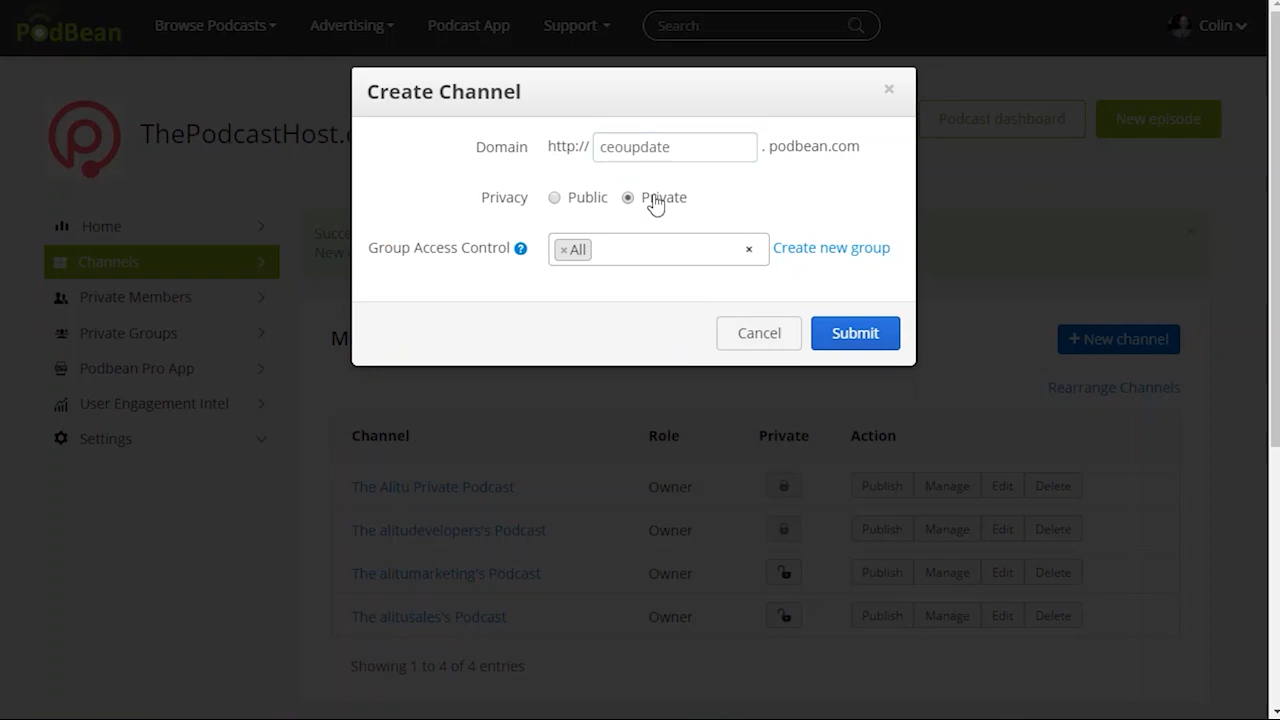 PodBean Browse Podcasts Advertising Podcast App Support Search Colin
Create Channel ×
ThePodcastHost. Podcast dashboard New episode
Domain http:// ceoupdate . podbean.com
Privacy Public Private
Home
Succe
Group Access Control ? × All × Create new group
New
Channels
Private Members
Private Groups
Cancel Submit
M + New channel
Podbean Pro App
Rearrange Channels
User Engagement Intel
Settings
Channel Role Private Action
The Alitu Private Podcast Owner Publish Manage Edit Delete
The alitudevelopers's Podcast Owner Publish Manage Edit Delete
The alitumarketing's Podcast Owner Publish Manage Edit Delete
The alitusales's Podcast Owner Publish Manage Edit Delete
Showing 1 to 4 of 4 entries